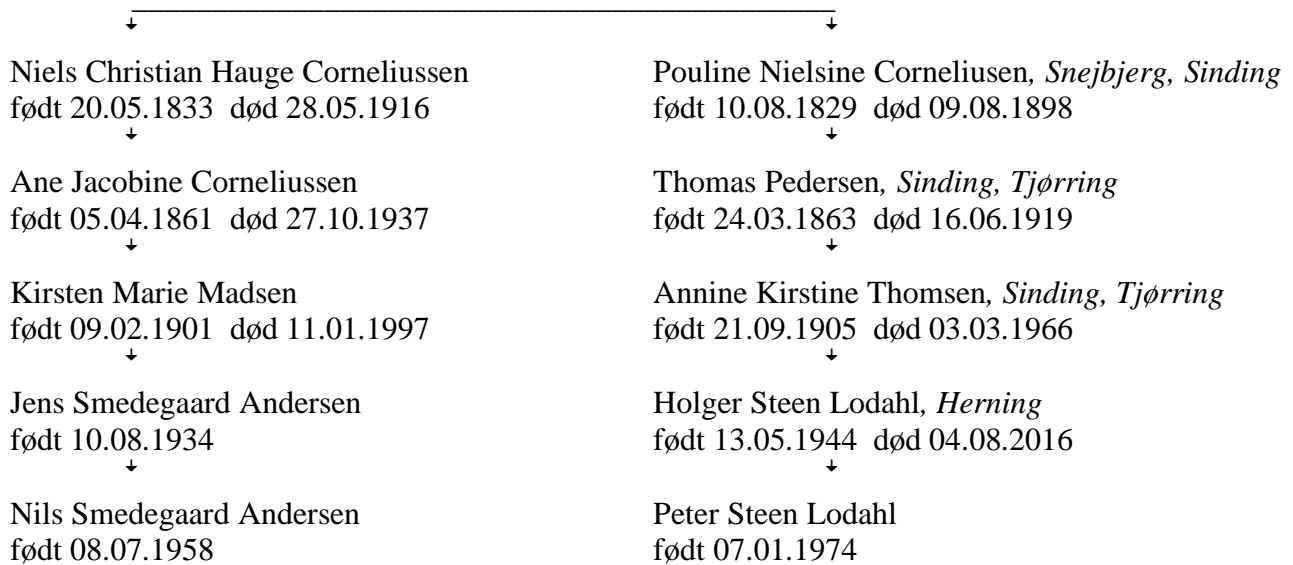 Niels Christian Hauge Corneliussen
født 20.05.1833 død 28.05.1916
Pouline Nielsine Corneliusen, Snejbjerg, Sinding
født 10.08.1829 død 09.08.1898
Ane Jacobine Corneliussen
født 05.04.1861 død 27.10.1937
Thomas Pedersen, Sinding, Tjørring
født 24.03.1863 død 16.06.1919
Kirsten Marie Madsen
født 09.02.1901 død 11.01.1997
Annine Kirstine Thomsen, Sinding, Tjørring
født 21.09.1905 død 03.03.1966
Jens Smedegaard Andersen
født 10.08.1934
Holger Steen Lodahl, Herning
født 13.05.1944 død 04.08.2016
Nils Smedegaard Andersen
født 08.07.1958
Peter Steen Lodahl
født 07.01.1974